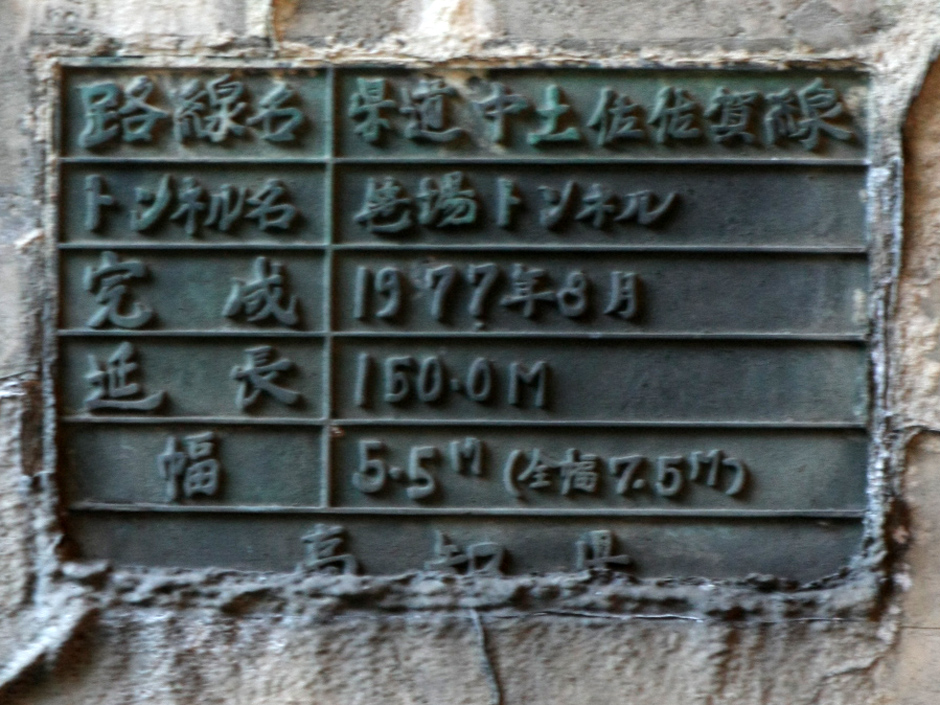 路線名 県道中土佐佐賀線
トンネル名 笹場トンネル
完成 1977年8月
延長 150.0M
幅 5.5M (全幅7.5M)
高知県